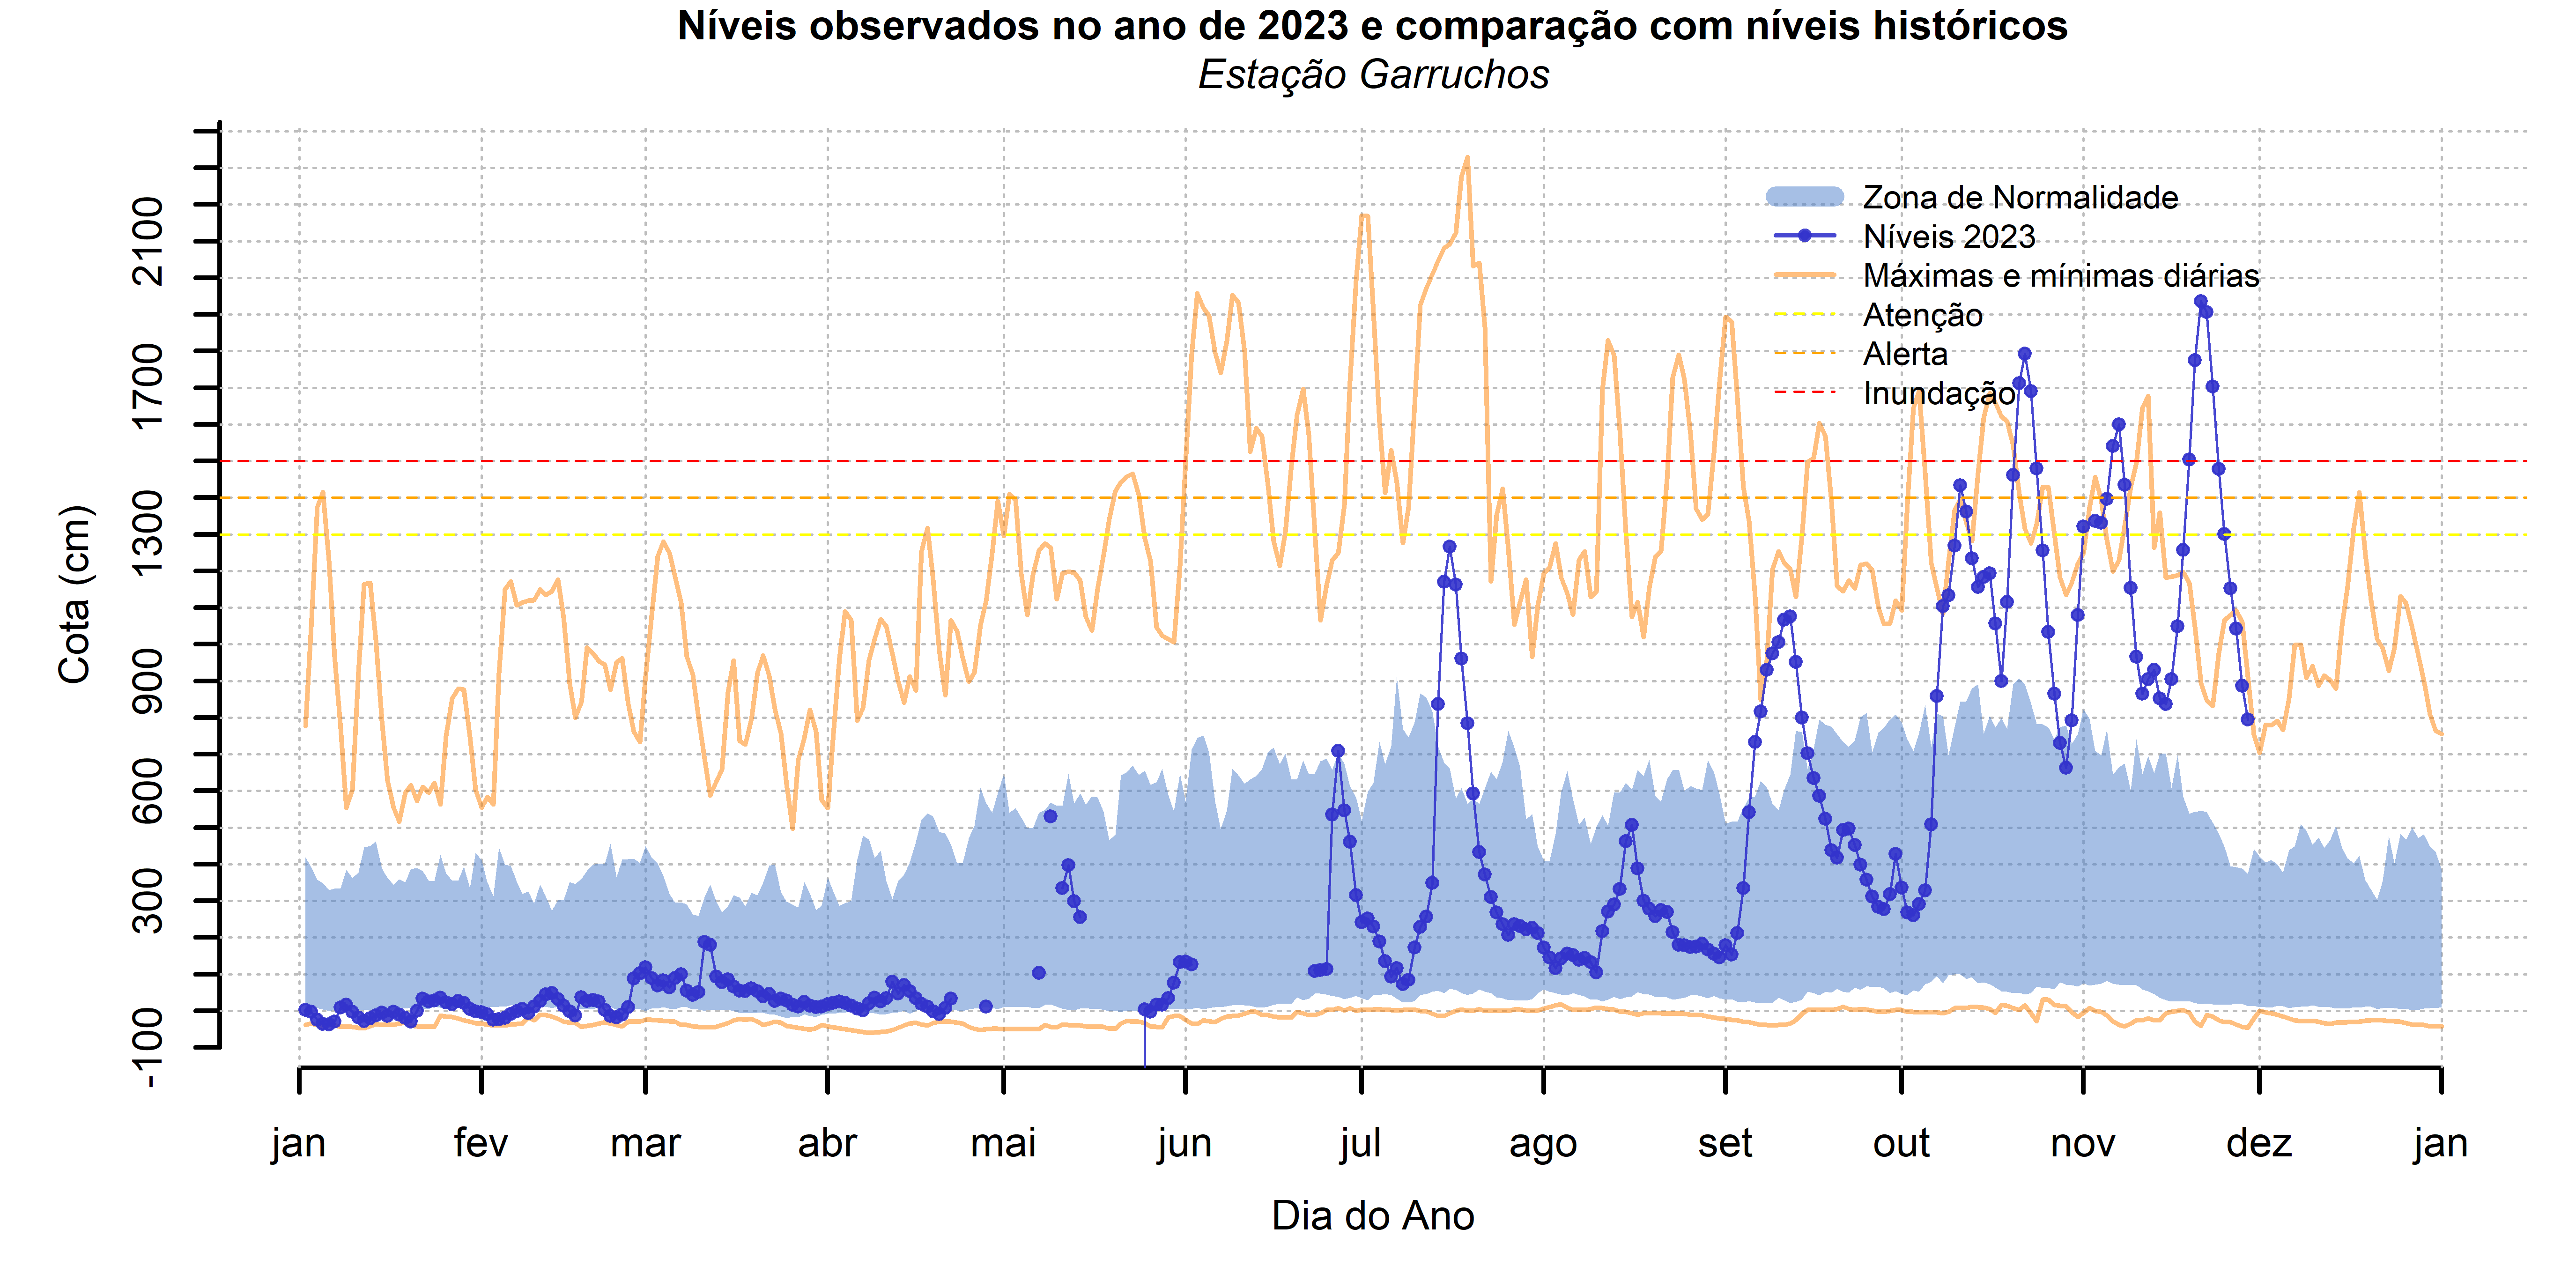 Níveis observados no ano de 2023 e comparação com níveis históricos
Estação Garruchos
Cota (cm)
2100
1700
1300
900
600
300
-100
Zona de Normalidade
Níveis 2023
Máximas e mínimas diárias
Atenção
Alerta
Inundação
jan fev mar abr mai jun jul ago set out nov dez jan
Dia do Ano